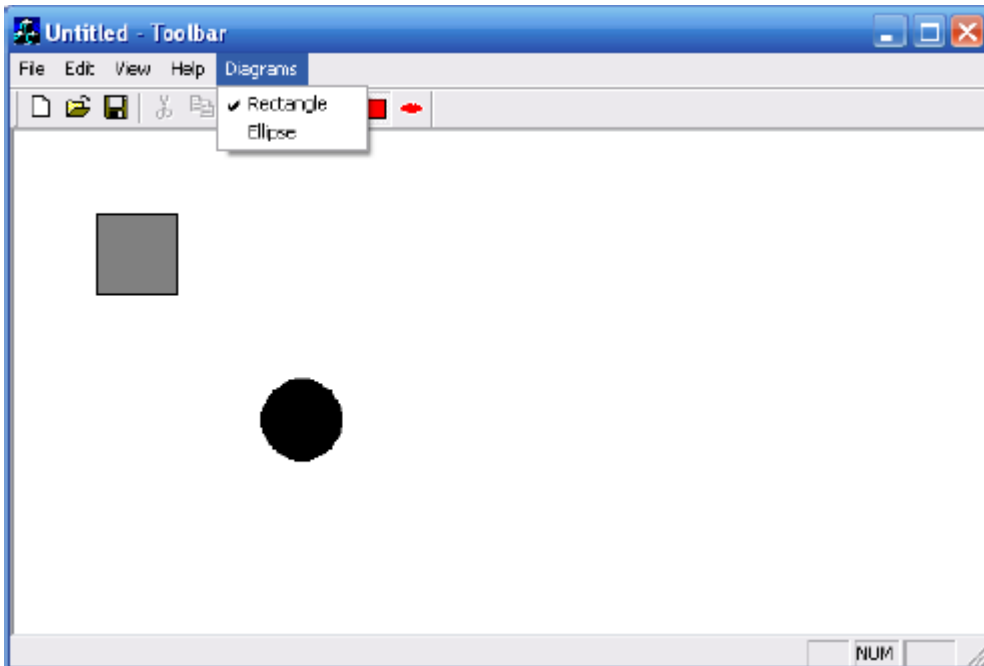 Untitled - Toolbar
File Edit View Help Diagrams
Rectangle
Ellipse
NUM